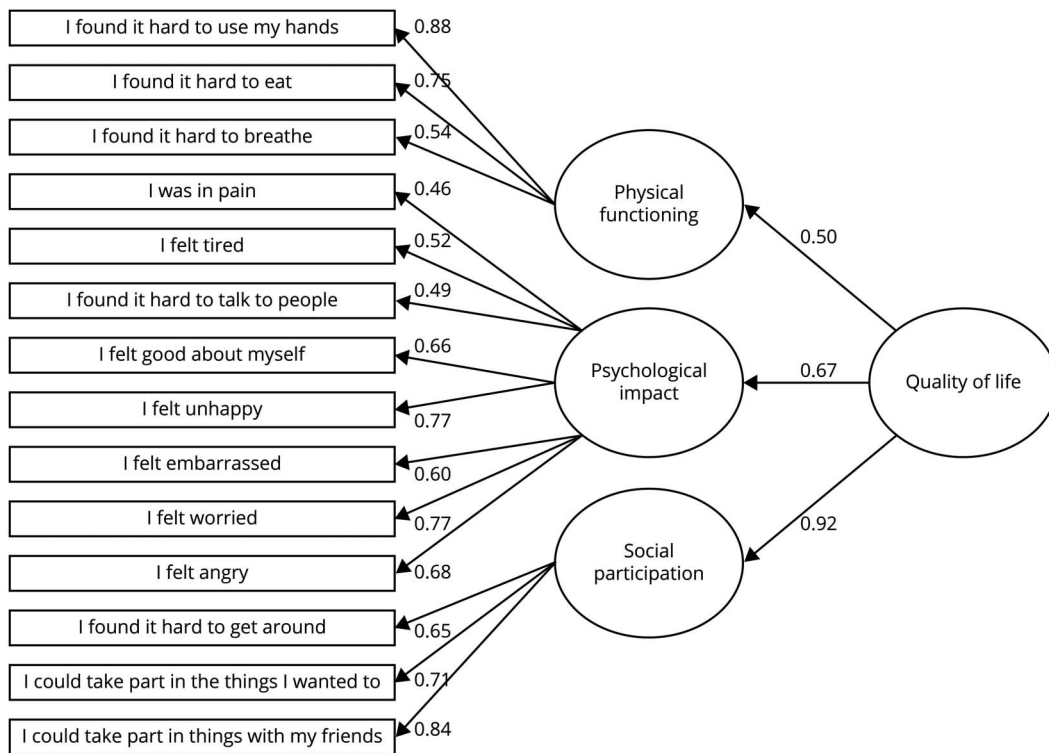 I found it hard to use my hands
0.88
I found it hard to eat
0.75
I found it hard to breathe
0.54
I was in pain
0.46
I felt tired
0.52
I found it hard to talk to people
0.49
I felt good about myself
0.66
I felt unhappy
0.77
I felt embarrassed
0.60
I felt worried
0.77
I felt angry
0.68
I found it hard to get around
0.65
I could take part in the things I wanted to
0.71
I could take part in things with my friends
0.84
Physical
functioning
Psychological
impact
Social
participation
0.50
0.67
0.92
Quality of life